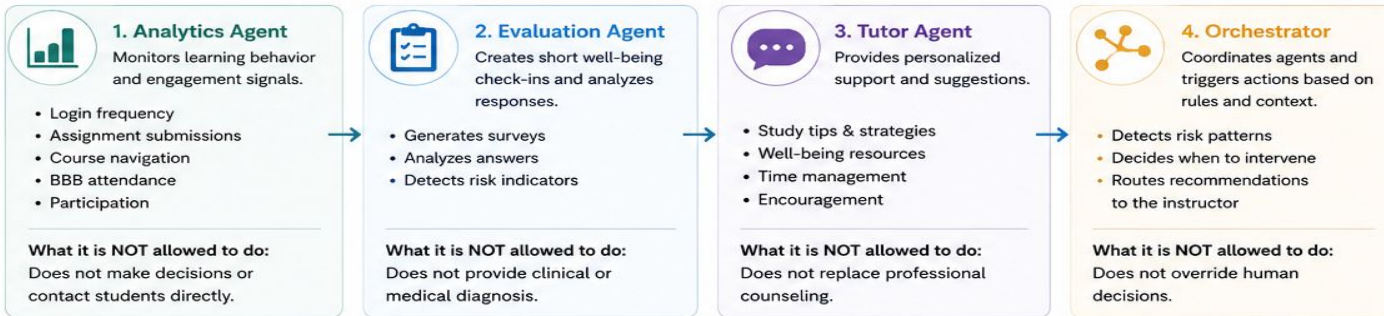 1. Analytics Agent
Monitors learning behavior
and engagement signals.
• Login frequency
• Assignment submissions
• Course navigation
• BBB attendance
• Participation
What it is NOT allowed to do:
Does not make decisions or
contact students directly.
2. Evaluation Agent
Creates short well-being
check-ins and analyzes
responses.
• Generates surveys
• Analyzes answers
• Detects risk indicators
What it is NOT allowed to do:
Does not provide clinical or
medical diagnosis.
3. Tutor Agent
Provides personalized
support and suggestions.
• Study tips & strategies
• Well-being resources
• Time management
• Encouragement
What it is NOT allowed to do:
Does not replace professional
counseling.
4. Orchestrator
Coordinates agents and
triggers actions based on
rules and context.
• Detects risk patterns
• Decides when to intervene
• Routes recommendations
to the instructor
What it is NOT allowed to do:
Does not override human
decisions.